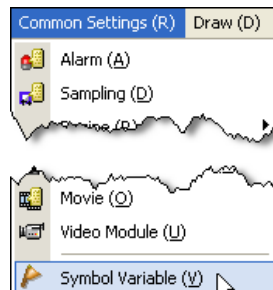 Common Settings (R) Draw (D)
Alarm (A)
Sampling (D)
Movie (O)
Video Module (U)
Symbol Variable (V)